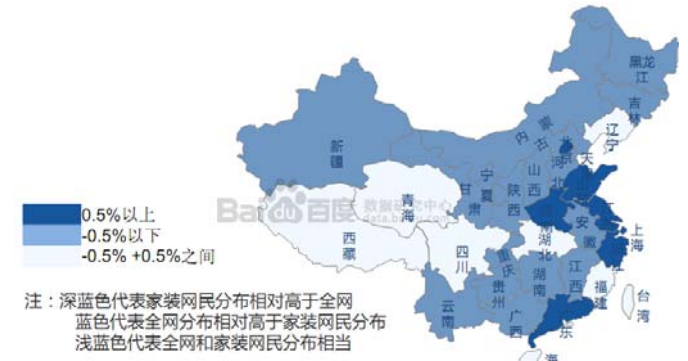 黑龙江
吉林
辽宁
内蒙古
新疆
北京
天
河北
山西
宁夏
甘肃
陕西
青海
Bai百度 数据研究中心
data.baidu.com
西藏
四川
重庆
湖北
安徽
上海
江
湖南
江西
福建
台湾
贵州
云南
广西
东
海
0.5%以上
-0.5%以下
-0.5% +0.5%之间
注：深蓝色代表家装网民分布相对高于全网
蓝色代表全网分布相对高于家装网民分布
浅蓝色代表全网和家装网民分布相当